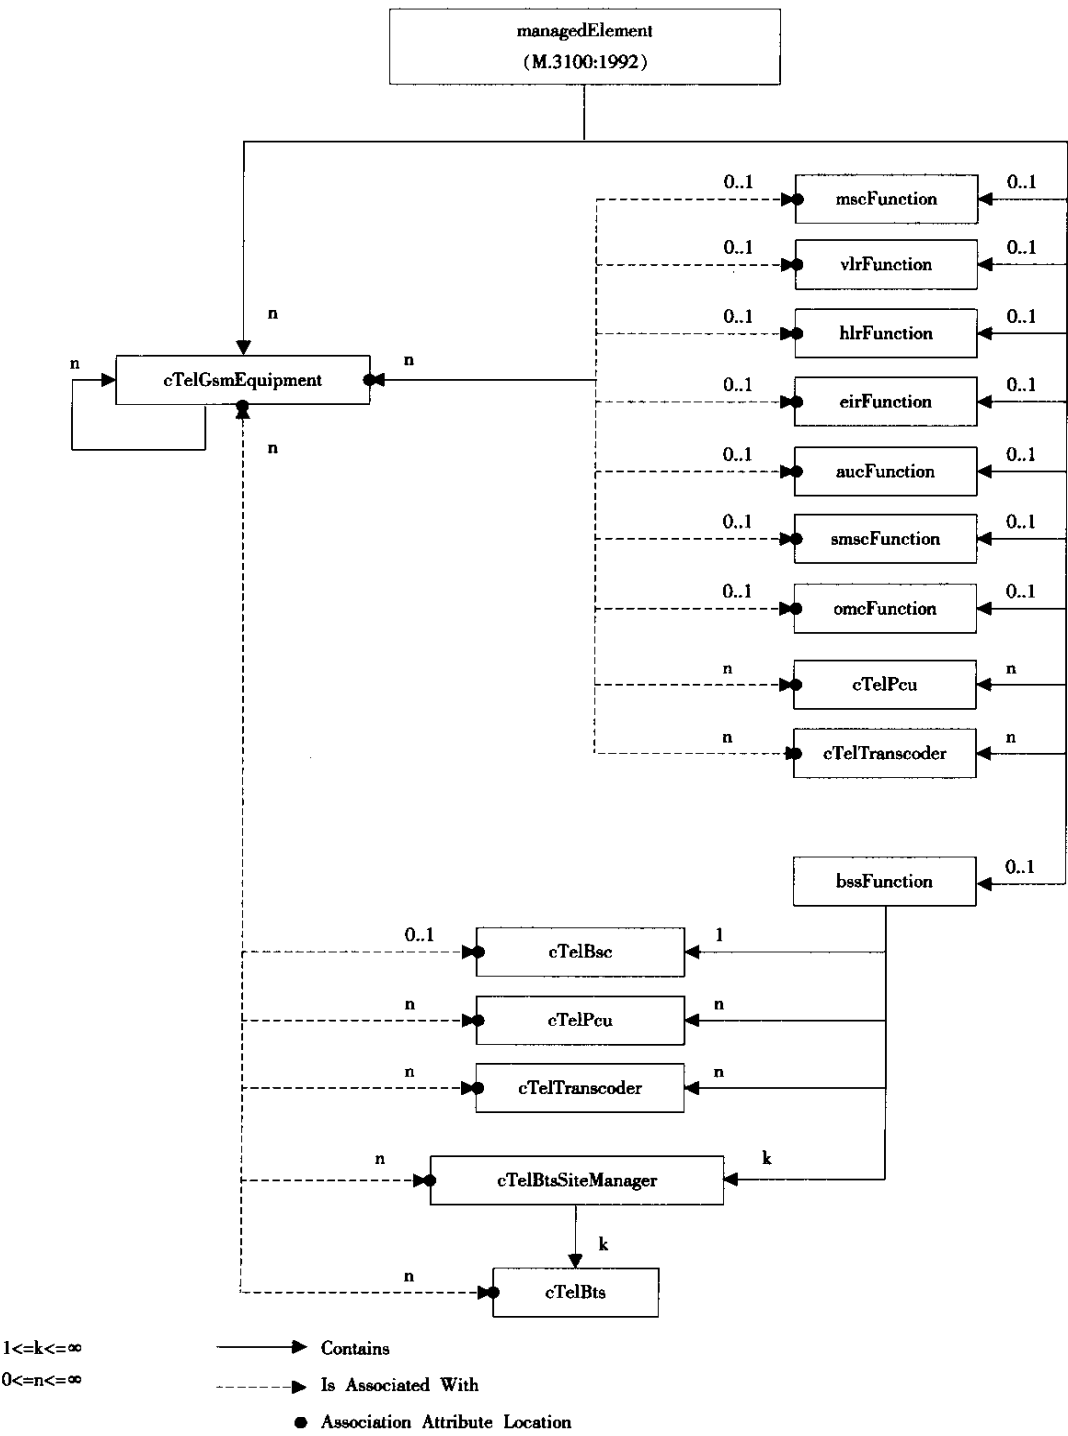 managedElement
(M.3100:1992)
0..1
mscFunction
0..1
0..1
vlrFunction
0..1
n
0..1
hlrFunction
0..1
n
cTelGsmEquipment
n
0..1
eirFunction
0..1
n
0..1
aucFunction
0..1
0..1
smscFunction
0..1
0..1
omcFunction
0..1
n
cTelPcu
n
n
cTelTranscoder
n
bssFunction
0..1
0..1
cTelBsc
1
n
cTelPcu
n
n
cTelTranscoder
n
n
cTelBtsSiteManager
k
k
n
cTelBts
1<=k<=∞
Contains
0<=n<=∞
Is Associated With
Association Attribute Location